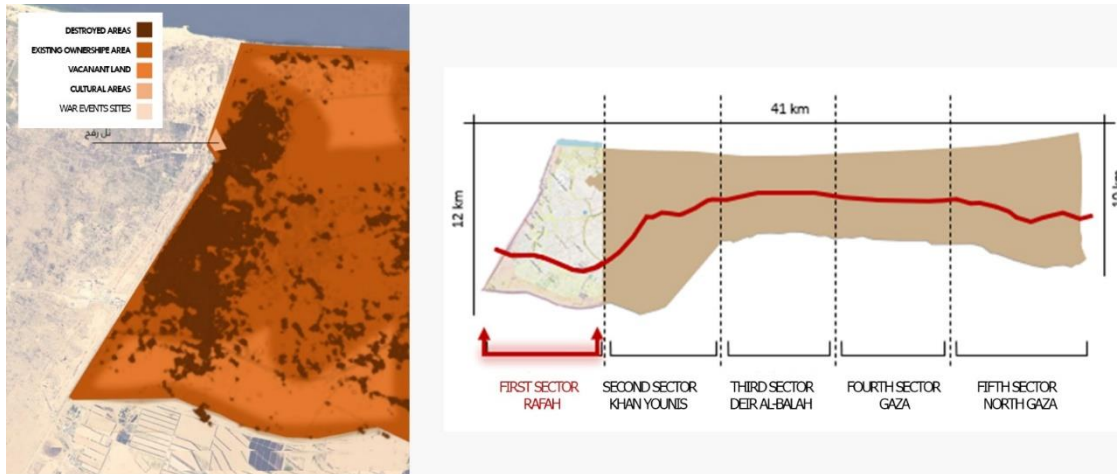 DESTROYED AREAS
EXISTING OWNERSHIPE AREA
VACANANT LAND
CULTURAL AREAS
WAR EVENTS SITES
تل رفح
41 km
12 km
FIRST SECTOR
RAFAH
SECOND SECTOR
KHAN YOUNIS
THIRD SECTOR
DEIR AL-BALAH
FOURTH SECTOR
GAZA
FIFTH SECTOR
NORTH GAZA